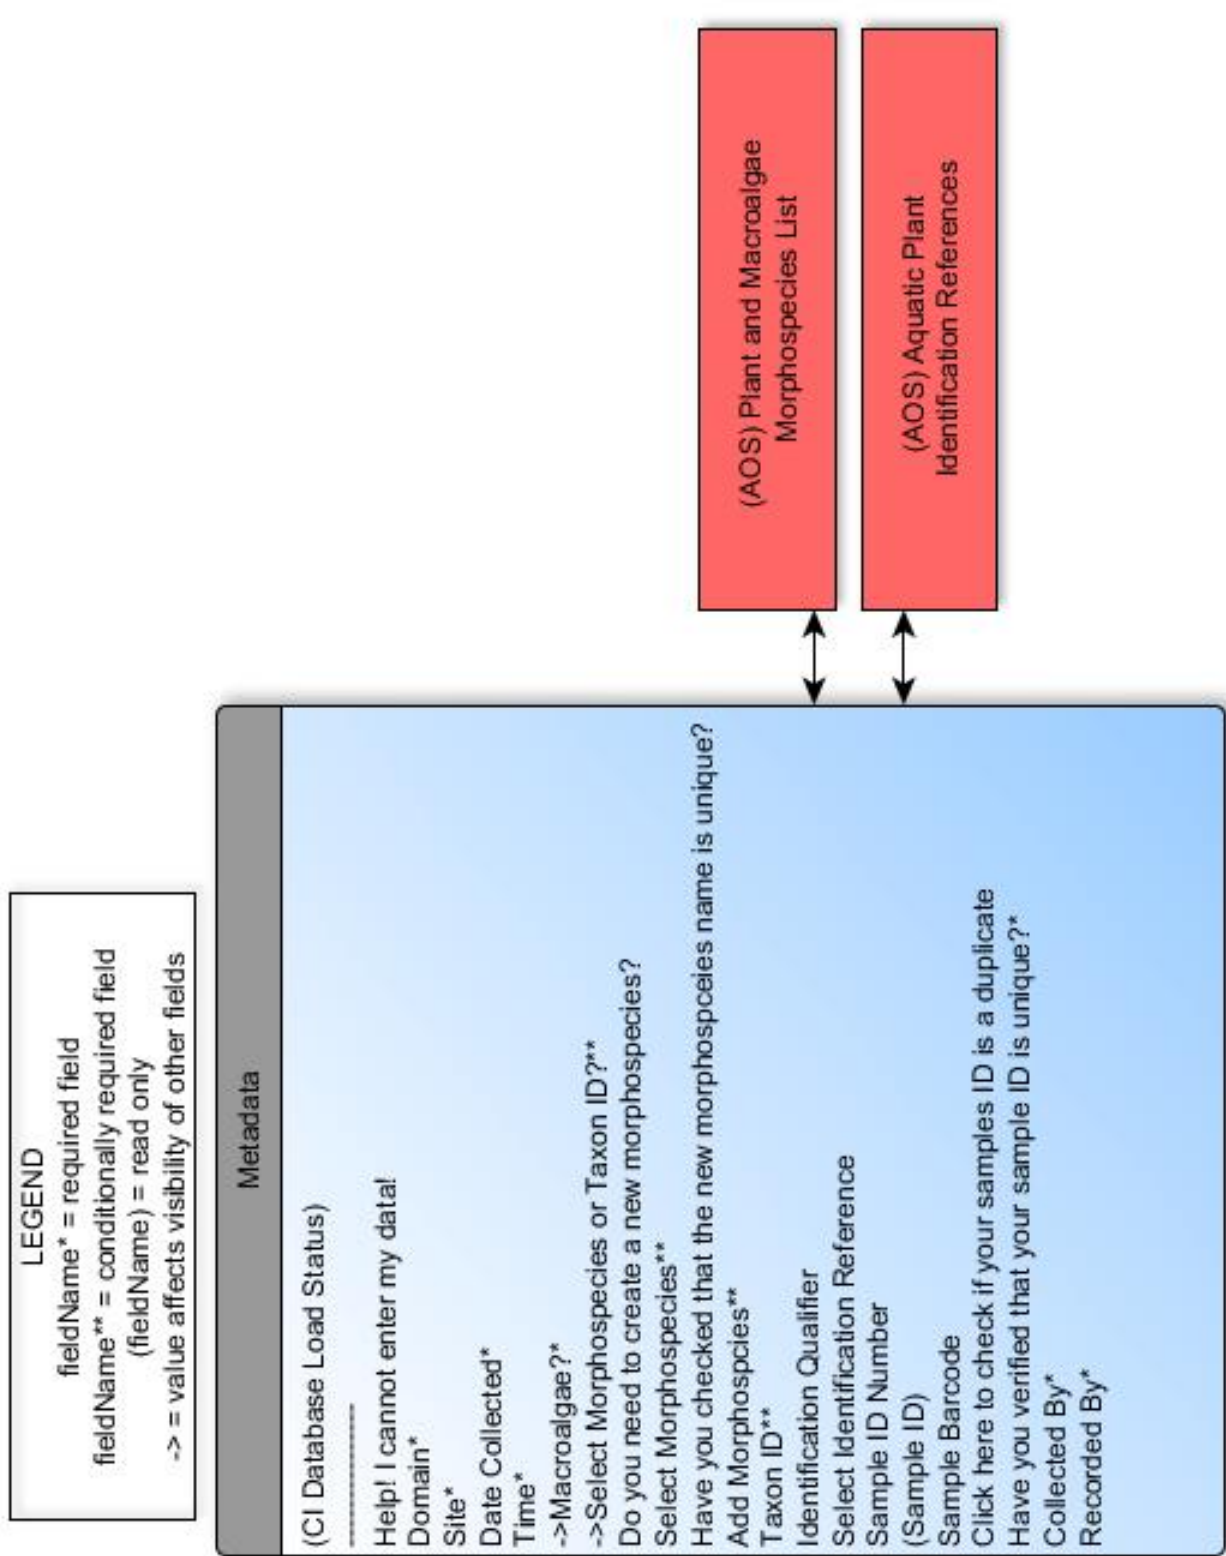 LEGEND
fieldName* = required field
fieldName** = conditionally required field
(fieldName) = read only
-> = value affects visibility of other fields
Metadata
(CI Database Load Status)
--------------------
Help! I cannot enter my data!
Domain*
Site*
Date Collected*
Time*
->Macroalgae?*
->Select Morphospecies or Taxon ID?**
Do you need to create a new morphospecies?
Select Morphospecies**
Have you checked that the new morphospceies name is unique?
Add Morphospcies**
Taxon ID**
Identification Qualifier
Select Identification Reference
Sample ID Number
(Sample ID)
Sample Barcode
Click here to check if your samples ID is a duplicate
Have you verified that your sample ID is unique?*
Collected By*
Recorded By*
(AOS) Plant and Macroalgae
Morphospecies List
(AOS) Aquatic Plant
Identification References